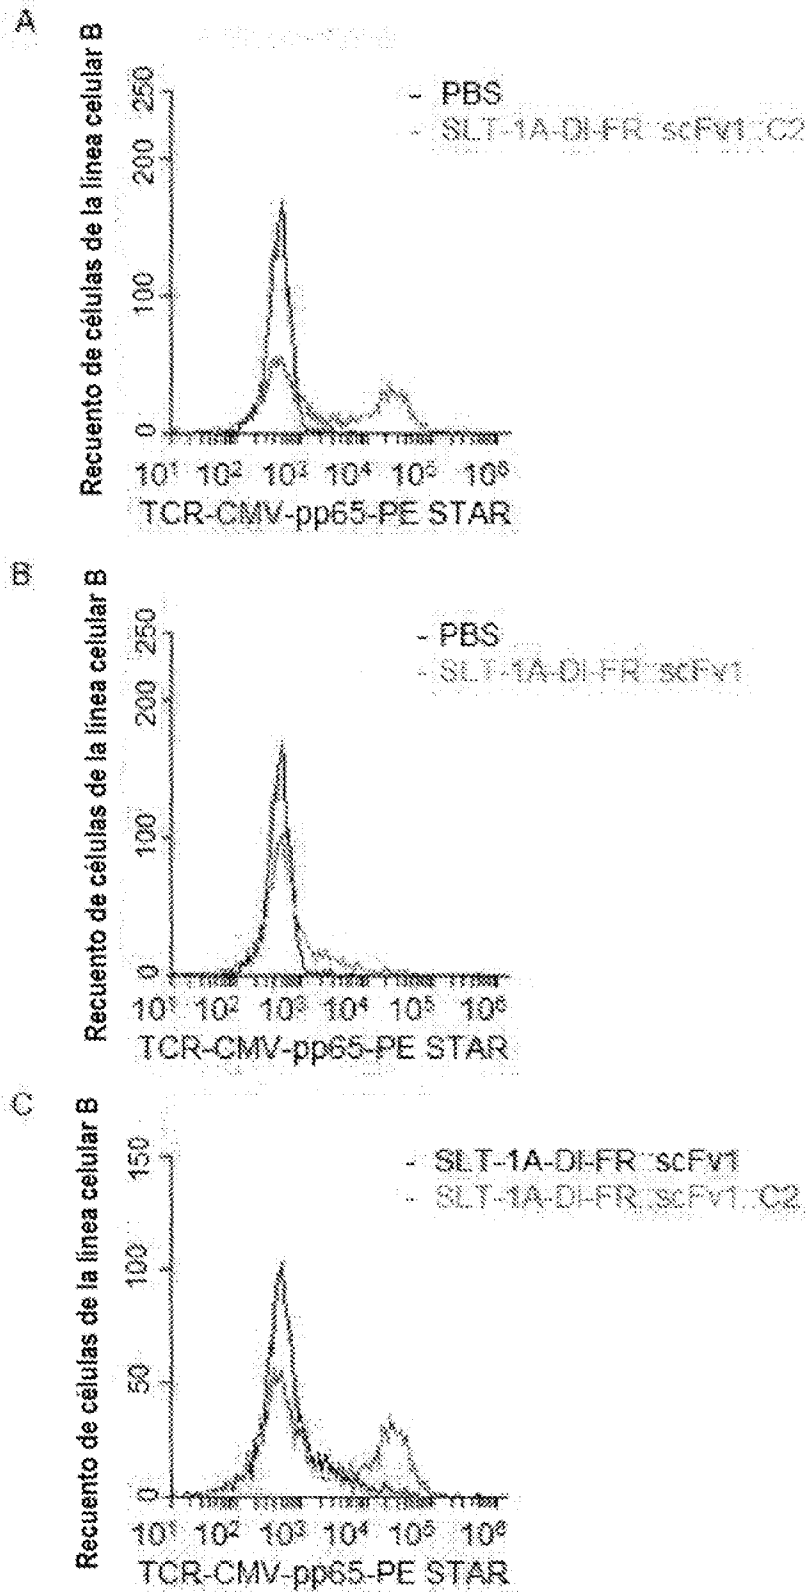 A
Recuento de células de la línea celular B
250
200
100
0
- PBS
- SLT-1A-DI-FR::scFv1::C2
10¹ 10² 10³ 10⁴ 10⁵ 10⁶
TCR-CMV-pp65-PE STAR
B
Recuento de células de la línea celular B
250
200
100
0
- PBS
- SLT-1A-DI-FR::scFv1
10¹ 10² 10³ 10⁴ 10⁵ 10⁶
TCR-CMV-pp65-PE STAR
C
Recuento de células de la línea celular B
150
100
50
0
- SLT-1A-DI-FR::scFv1
- SLT-1A-DI-FR::scFv1::C2
10¹ 10² 10³ 10⁴ 10⁵ 10⁶
TCR-CMV-pp65-PE STAR